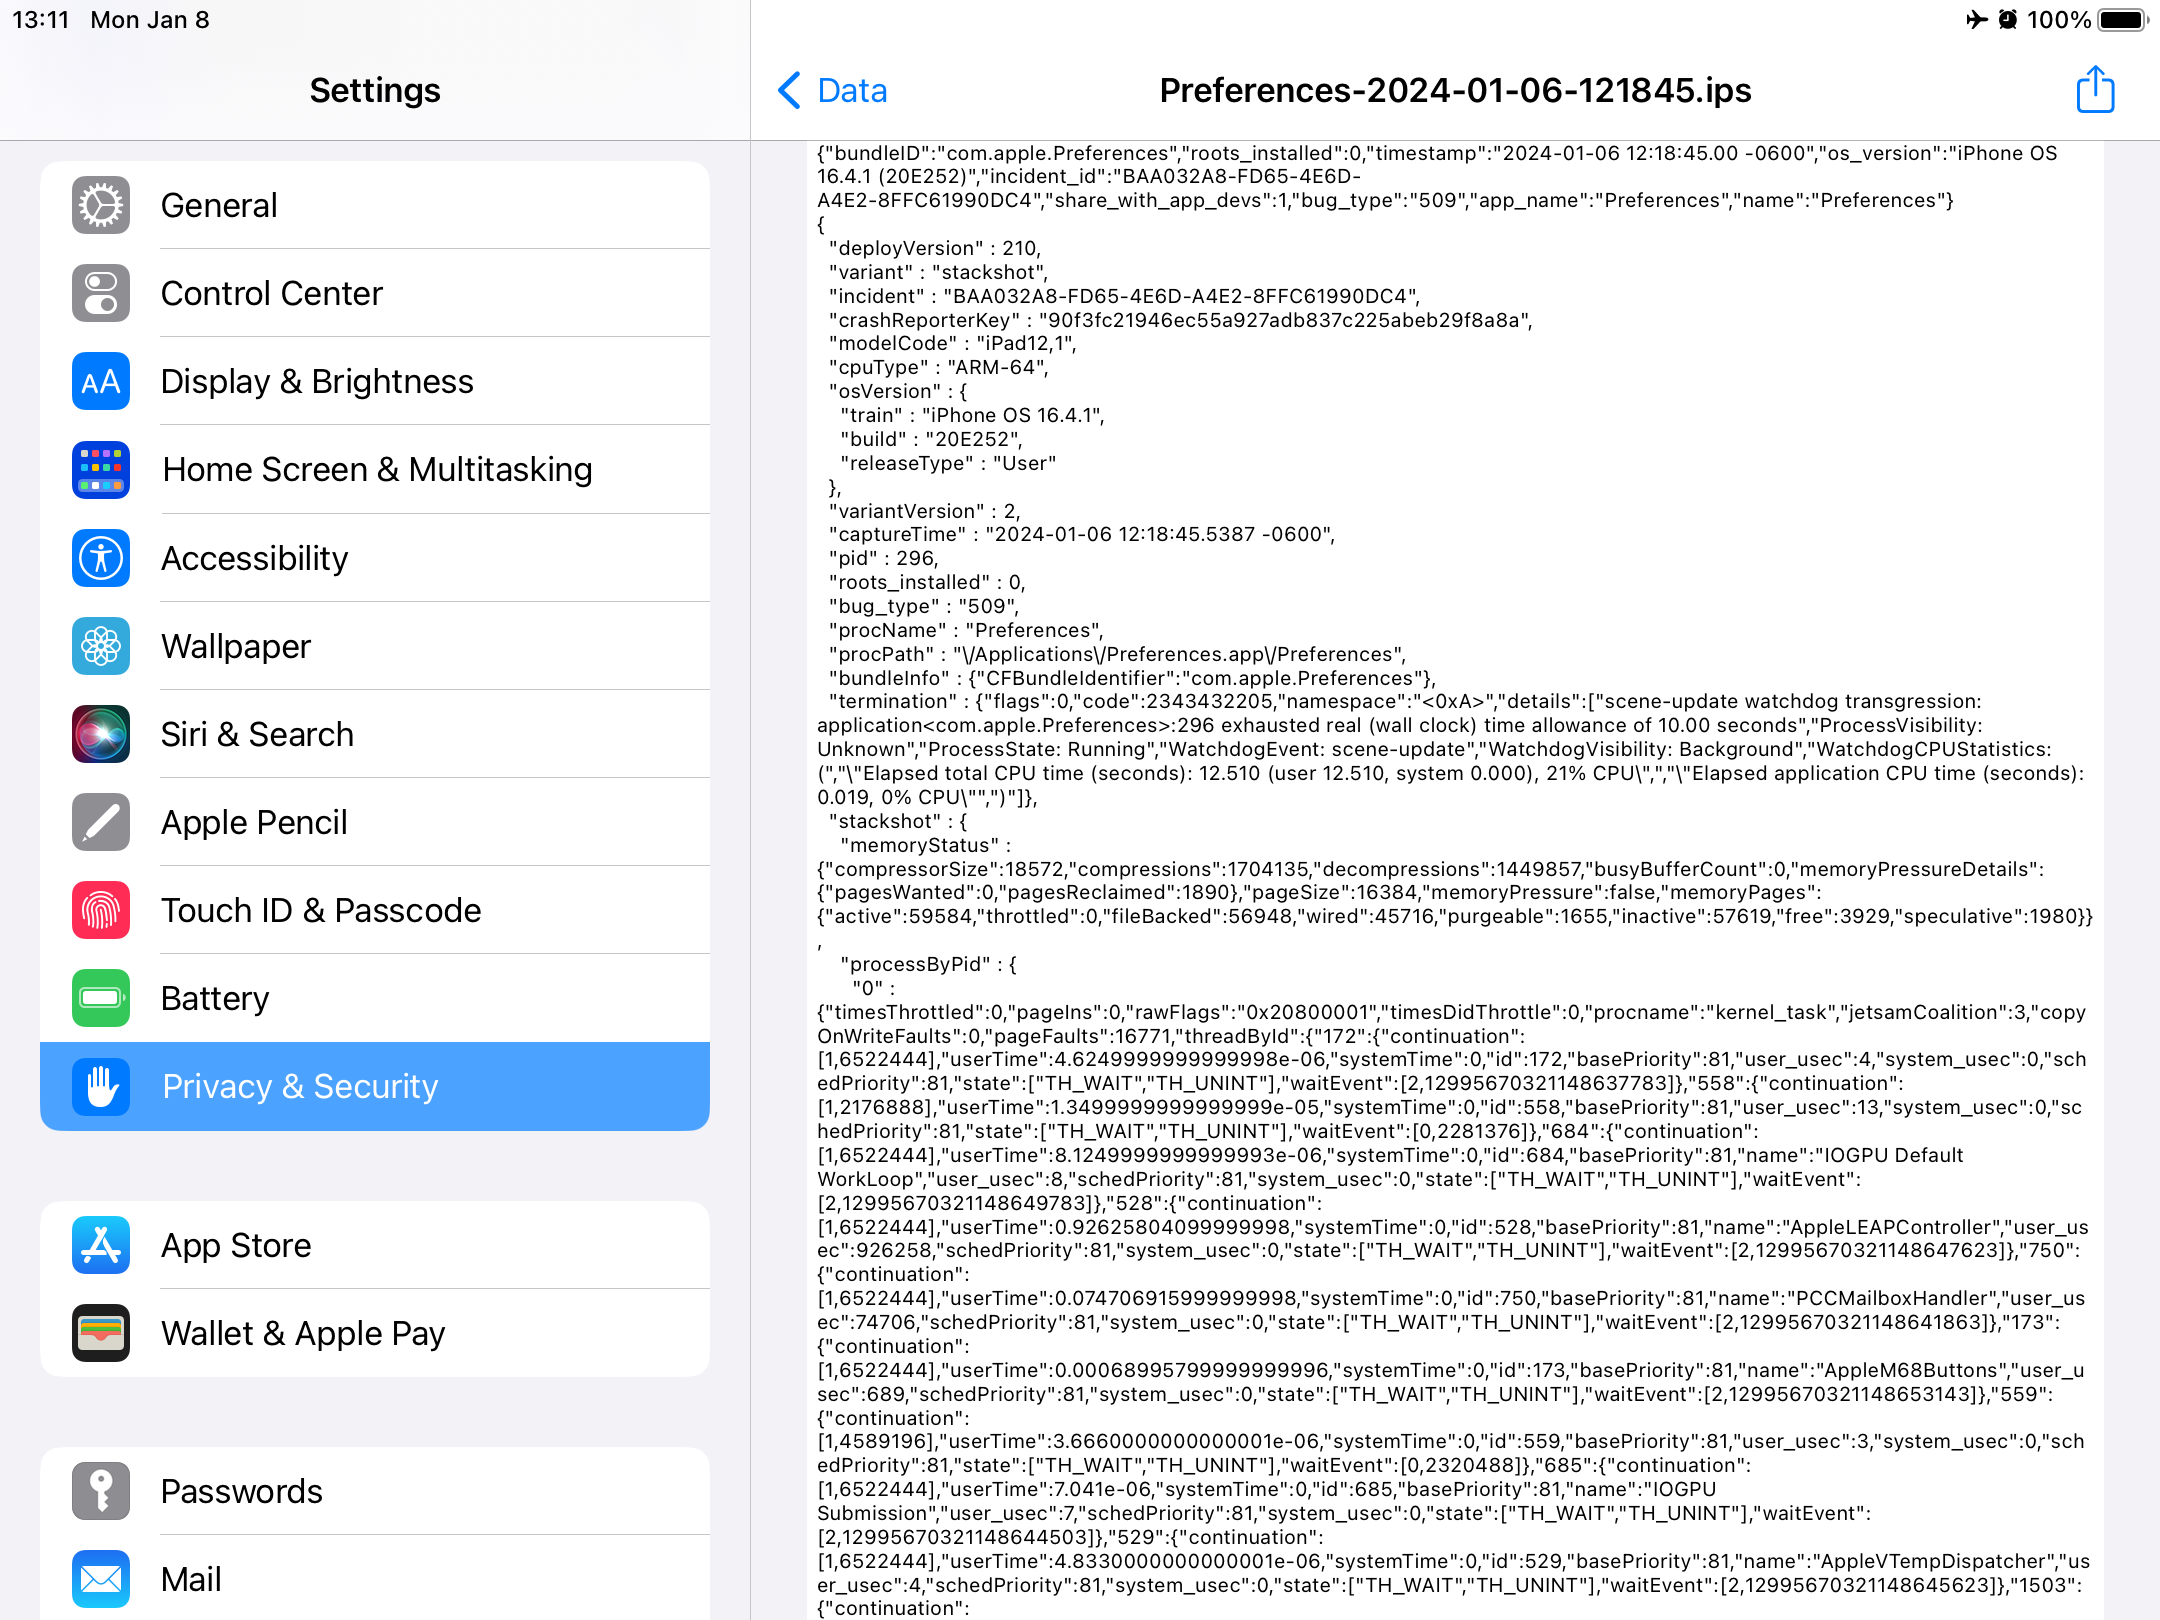 13:11 Mon Jan 8
100%
Settings
General
Control Center
AA Display & Brightness
Home Screen & Multitasking
Accessibility
Wallpaper
Siri & Search
Apple Pencil
Touch ID & Passcode
Battery
Privacy & Security
App Store
Wallet & Apple Pay
Passwords
Mail
Data
Preferences-2024-01-06-121845.ips
{"bundleID":"com.apple.Preferences","roots_installed":0,"timestamp":"2024-01-06 12:18:45.00 -0600","os_version":"iPhone OS
16.4.1 (20E252)","incident_id":"BAA032A8-FD65-4E6D-
A4E2-8FFC61990DC4","share_with_app_devs":1,"bug_type":"509","app_name":"Preferences","name":"Preferences"}
{
"deployVersion" : 210,
"variant" : "stackshot",
"incident" : "BAA032A8-FD65-4E6D-A4E2-8FFC61990DC4",
"crashReporterKey" : "90f3fc21946ec55a927adb837c225abeb29f8a8a",
"modelCode" : "iPad12,1",
"cpuType" : "ARM-64",
"osVersion" : {
"train" : "iPhone OS 16.4.1",
"build" : "20E252",
"releaseType" : "User"
},
"variantVersion" : 2,
"captureTime" : "2024-01-06 12:18:45.5387 -0600",
"pid" : 296,
"roots_installed" : 0,
"bug_type" : "509",
"procName" : "Preferences",
"procPath" : "\/Applications\/Preferences.app\/Preferences",
"bundleInfo" : {"CFBundleIdentifier":"com.apple.Preferences"},
"termination" : {"flags":0,"code":2343432205,"namespace":"<0xA>","details":["scene-update watchdog transgression:
application<com.apple.Preferences>:296 exhausted real (wall clock) time allowance of 10.00 seconds","ProcessVisibility:
Unknown","ProcessState: Running","WatchdogEvent: scene-update","WatchdogVisibility: Background","WatchdogCPUStatistics:
(","\"Elapsed total CPU time (seconds): 12.510 (user 12.510, system 0.000), 21% CPU\",","\"Elapsed application CPU time (seconds):
0.019, 0% CPU\"",")"]},
"stackshot" : {
"memoryStatus" :
{"compressorSize":18572,"compressions":1704135,"decompressions":1449857,"busyBufferCount":0,"memoryPressureDetails":
{"pagesWanted":0,"pagesReclaimed":1890},"pageSize":16384,"memoryPressure":false,"memoryPages":
{"active":59584,"throttled":0,"fileBacked":56948,"wired":45716,"purgeable":1655,"inactive":57619,"free":3929,"speculative":1980}}
,
"processByPid" : {
"0" :
{"timesThrottled":0,"pageIns":0,"rawFlags":"0x20800001","timesDidThrottle":0,"procname":"kernel_task","jetsamCoalition":3,"copy
OnWriteFaults":0,"pageFaults":16771,"threadById":{"172":{"continuation":
[1,6522444],"userTime":4.6249999999999998e-06,"systemTime":0,"id":172,"basePriority":81,"user_usec":4,"system_usec":0,"sch
edPriority":81,"state":["TH_WAIT","TH_UNINT"],"waitEvent":[2,12995670321148637783]},"558":{"continuation":
[1,2176888],"userTime":1.3499999999999999e-05,"systemTime":0,"id":558,"basePriority":81,"user_usec":13,"system_usec":0,"sc
hedPriority":81,"state":["TH_WAIT","TH_UNINT"],"waitEvent":[0,2281376]},"684":{"continuation":
[1,6522444],"userTime":8.1249999999999993e-06,"systemTime":0,"id":684,"basePriority":81,"name":"IOGPU Default
WorkLoop","user_usec":8,"schedPriority":81,"system_usec":0,"state":["TH_WAIT","TH_UNINT"],"waitEvent":
[2,12995670321148649783]},"528":{"continuation":
[1,6522444],"userTime":0.92625804099999998,"systemTime":0,"id":528,"basePriority":81,"name":"AppleLEAPController","user_us
ec":926258,"schedPriority":81,"system_usec":0,"state":["TH_WAIT","TH_UNINT"],"waitEvent":[2,12995670321148647623]},"750":
{"continuation":
[1,6522444],"userTime":0.074706915999999998,"systemTime":0,"id":750,"basePriority":81,"name":"PCCMailboxHandler","user_us
ec":74706,"schedPriority":81,"system_usec":0,"state":["TH_WAIT","TH_UNINT"],"waitEvent":[2,12995670321148641863]},"173":
{"continuation":
[1,6522444],"userTime":0.00068995799999999996,"systemTime":0,"id":173,"basePriority":81,"name":"AppleM68Buttons","user_u
sec":689,"schedPriority":81,"system_usec":0,"state":["TH_WAIT","TH_UNINT"],"waitEvent":[2,12995670321148653143]},"559":
{"continuation":
[1,4589196],"userTime":3.6660000000000001e-06,"systemTime":0,"id":559,"basePriority":81,"user_usec":3,"system_usec":0,"sch
edPriority":81,"state":["TH_WAIT","TH_UNINT"],"waitEvent":[0,2320488]},"685":{"continuation":
[1,6522444],"userTime":7.041e-06,"systemTime":0,"id":685,"basePriority":81,"name":"IOGPU
Submission","user_usec":7,"schedPriority":81,"system_usec":0,"state":["TH_WAIT","TH_UNINT"],"waitEvent":
[2,12995670321148644503]},"529":{"continuation":
[1,6522444],"userTime":4.8330000000000001e-06,"systemTime":0,"id":529,"basePriority":81,"name":"AppleVTempDispatcher","us
er_usec":4,"schedPriority":81,"system_usec":0,"state":["TH_WAIT","TH_UNINT"],"waitEvent":[2,12995670321148645623]},"1503":
{"continuation":